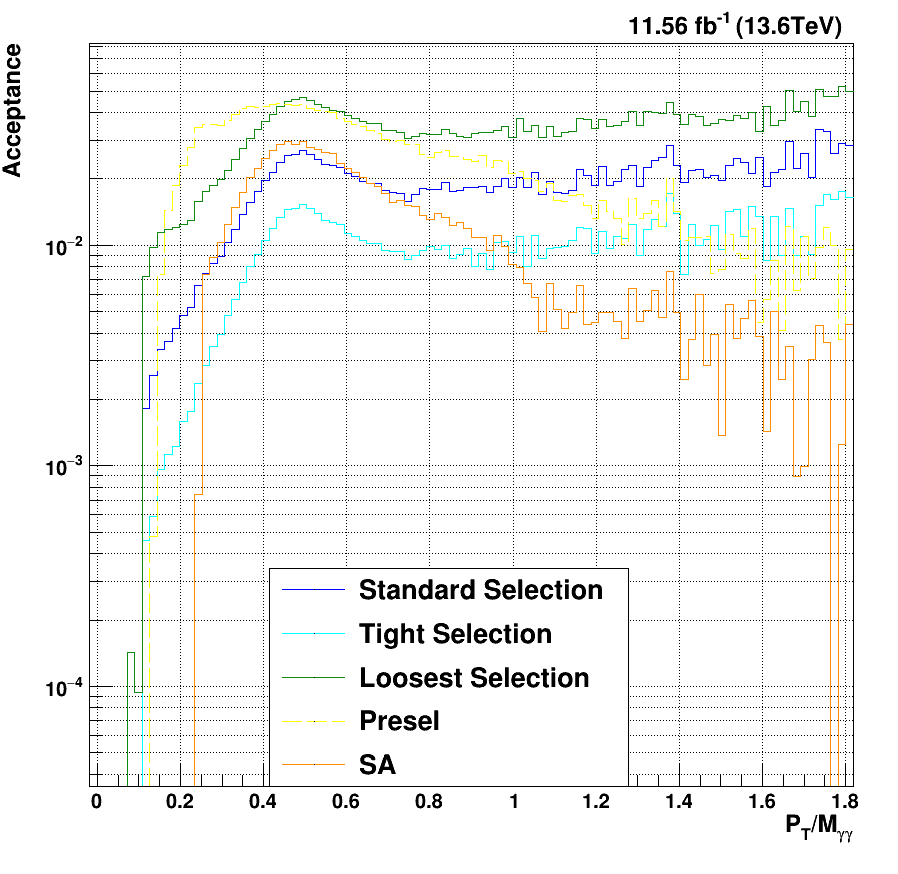 11.56 fb⁻¹ (13.6TeV)
Acceptance
10⁻²
10⁻³
10⁻⁴
Standard Selection
Tight Selection
Loosest Selection
Presel
SA
0 0.2 0.4 0.6 0.8 1 1.2 1.4 1.6 1.8
P_T/M_γγ